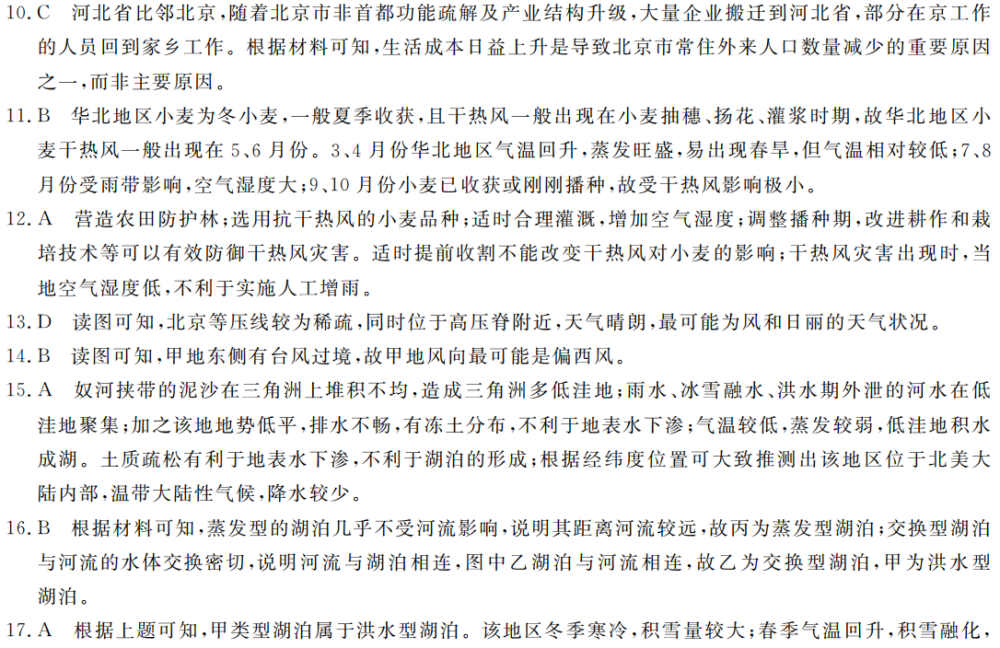 10. C　河北省比邻北京,随着北京市非首都功能疏解及产业结构升级,大量企业搬迁到河北省,部分在京工作
的人员回到家乡工作。根据材料可知,生活成本日益上升是导致北京市常住外来人口数量减少的重要原因
之一,而非主要原因。
11. B　华北地区小麦为冬小麦,一般夏季收获,且干热风一般出现在小麦抽穗、扬花、灌浆时期,故华北地区小
麦干热风一般出现在 5、6 月份。3、4 月份华北地区气温回升,蒸发旺盛,易出现春旱,但气温相对较低;7、8
月份受雨带影响,空气湿度大;9、10 月份小麦已收获或刚刚播种,故受干热风影响极小。
12. A　营造农田防护林;选用抗干热风的小麦品种;适时合理灌溉,增加空气湿度;调整播种期,改进耕作和栽
培技术等可以有效防御干热风灾害。适时提前收割不能改变干热风对小麦的影响;干热风灾害出现时,当
地空气湿度低,不利于实施人工增雨。
13. D　读图可知,北京等压线较为稀疏,同时位于高压脊附近,天气晴朗,最可能为风和日丽的天气状况。
14. B　读图可知,甲地东侧有台风过境,故甲地风向最可能是偏西风。
15. A　奴河挟带的泥沙在三角洲上堆积不均,造成三角洲多低洼地;雨水、冰雪融水、洪水期外泄的河水在低
洼地聚集;加之该地地势低平,排水不畅,有冻土分布,不利于地表水下渗;气温较低,蒸发较弱,低洼地积水
成湖。土质疏松有利于地表水下渗,不利于湖泊的形成;根据经纬度位置可大致推测出该地区位于北美大
陆内部,温带大陆性气候,降水较少。
16. B　根据材料可知,蒸发型的湖泊几乎不受河流影响,说明其距离河流较远,故丙为蒸发型湖泊;交换型湖泊
与河流的水体交换密切,说明河流与湖泊相连,图中乙湖泊与河流相连,故乙为交换型湖泊,甲为洪水型
湖泊。
17. A　根据上题可知,甲类型湖泊属于洪水型湖泊。该地区冬季寒冷,积雪量较大;春季气温回升,积雪融化,